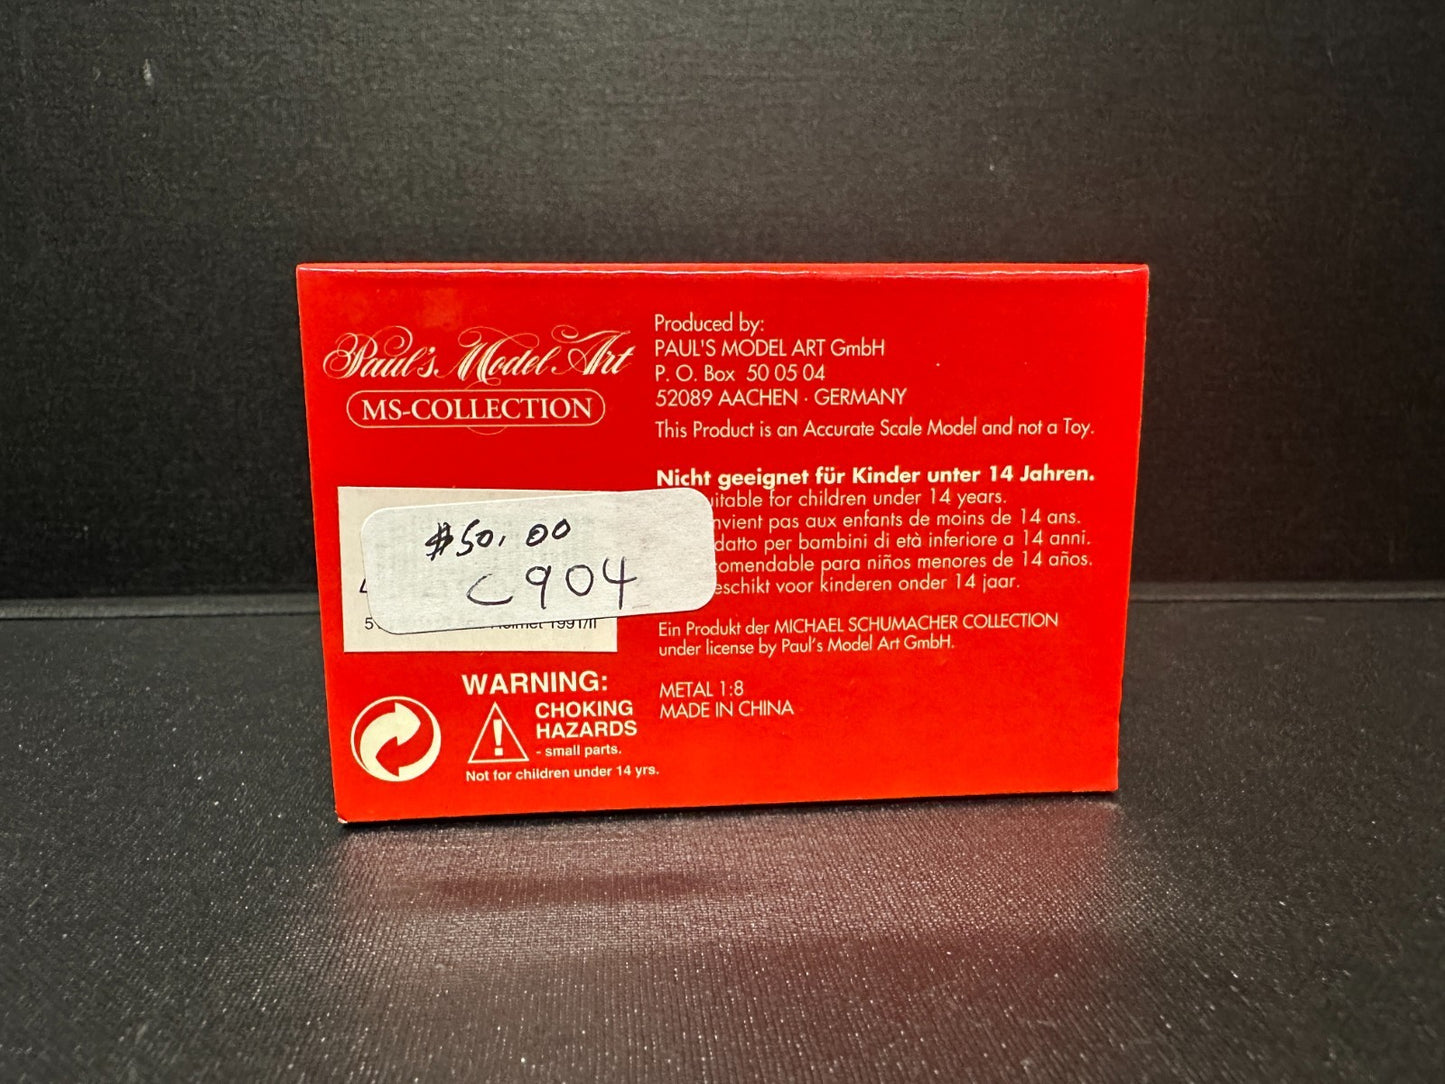 Paul's Model Art
MS-COLLECTION
$50.00
C904
1991/II
WARNING:
CHOKING
HAZARDS
- small parts.
Not for children under 14 yrs.
Produced by:
PAUL'S MODEL ART GmbH
P. O. Box 50 05 04
52089 AACHEN · GERMANY
This Product is an Accurate Scale Model and not a Toy.
Nicht geeignet für Kinder unter 14 Jahren.
for children under 14 years.
pas aux enfants de moins de 14 ans.
per bambini di età inferiore a 14 anni.
para niños menores de 14 años.
voor kinderen onder 14 jaar.
Ein Produkt der MICHAEL SCHUMACHER COLLECTION
under license by Paul's Model Art GmbH.
METAL 1:8
MADE IN CHINA